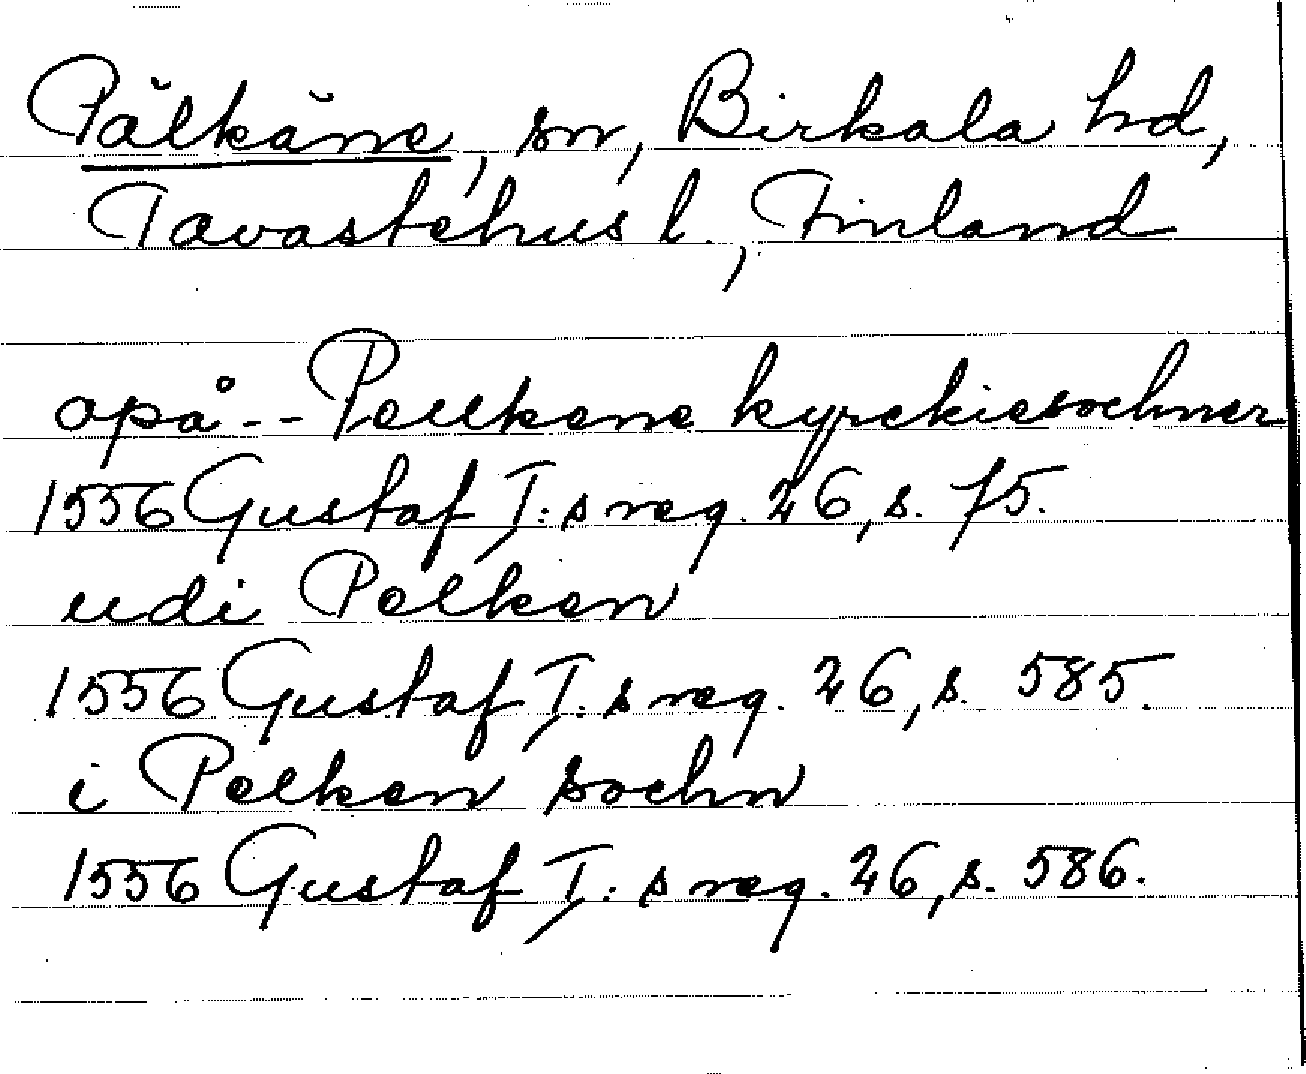 Pälkäne, sn, Birkala hd,
Tavastehus l., Finland
opå -- Pellkene kyrckiesochner
1556 Gustaf I:s reg. 26, s. 75.
udi Pelken
1556 Gustaf I:s reg. 26, s. 585.
i Pelken sochn
1556 Gustaf I:s reg. 26, s. 586.